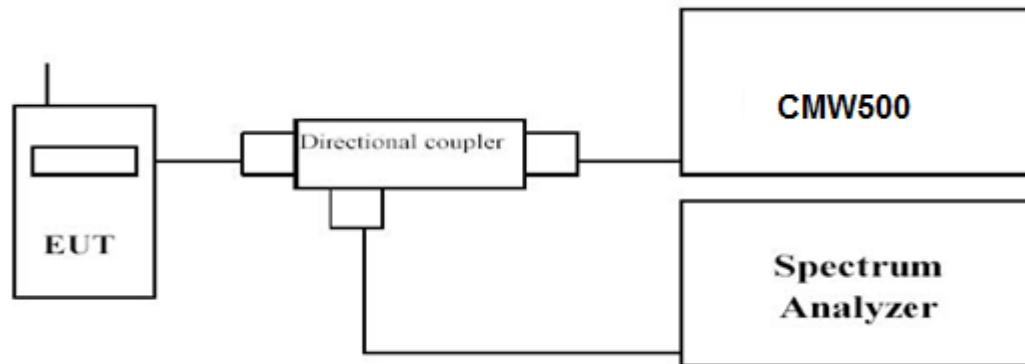 CMW500
Directional coupler
EUT
Spectrum
Analyzer